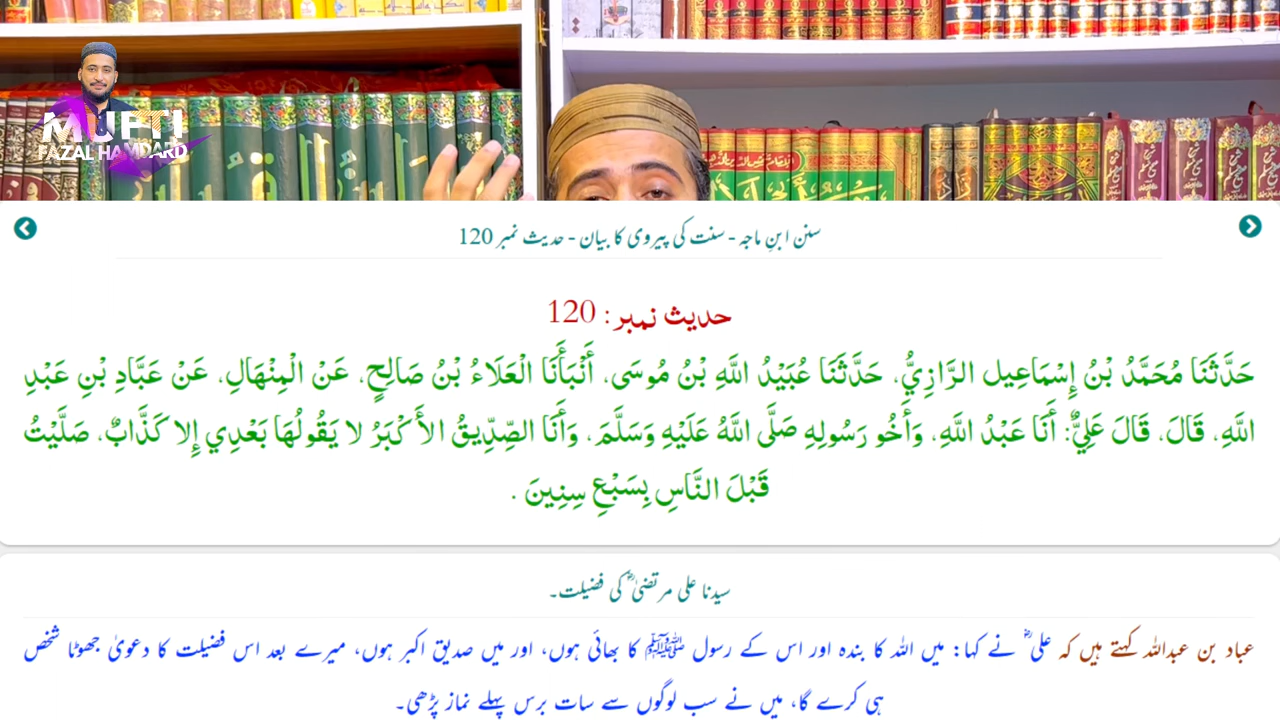 MUFTI
FAZAL HAMDARD
سنن ابنِ ماجہ - سنت کی پیروی کا بیان - حدیث نمبر 120
حدیث نمبر: 120
حَدَّثَنَا مُحَمَّدُ بْنُ إِسْمَاعِيل الرَّازِيُّ، حَدَّثَنَا عُبَيْدُ اللَّهِ بْنُ مُوسَى، أَنْبَأَنَا الْعَلَاءُ بْنُ صَالِحٍ، عَنْ الْمِنْهَالِ، عَنْ عَبَّادِ بْنِ عَبْدِ
اللَّهِ، قَالَ، قَالَ عَلِيٌّ: أَنَا عَبْدُ اللَّهِ، وَأَخُو رَسُولِهِ صَلَّى اللَّهُ عَلَيْهِ وَسَلَّمَ، وَأَنَا الصِّدِّيقُ الأَكْبَرُ لا يَقُولُهَا بَعْدِي إِلا كَذَّابٌ، صَلَّيْتُ
قَبْلَ النَّاسِ بِسَبْعِ سِنِينَ .
سیدنا علی مرتضیٰ ؓ کی فضیلت۔
عباد بن عبداللہ کہتے ہیں کہ علی ؓ نے کہا: میں اللہ کا بندہ اور اس کے رسول ﷺ کا بھائی ہوں، اور میں صدیق اکبر ہوں، میرے بعد اس فضیلت کا دعویٰ جھوٹا شخص
ہی کرے گا، میں نے سب لوگوں سے سات برس پہلے نماز پڑھی۔